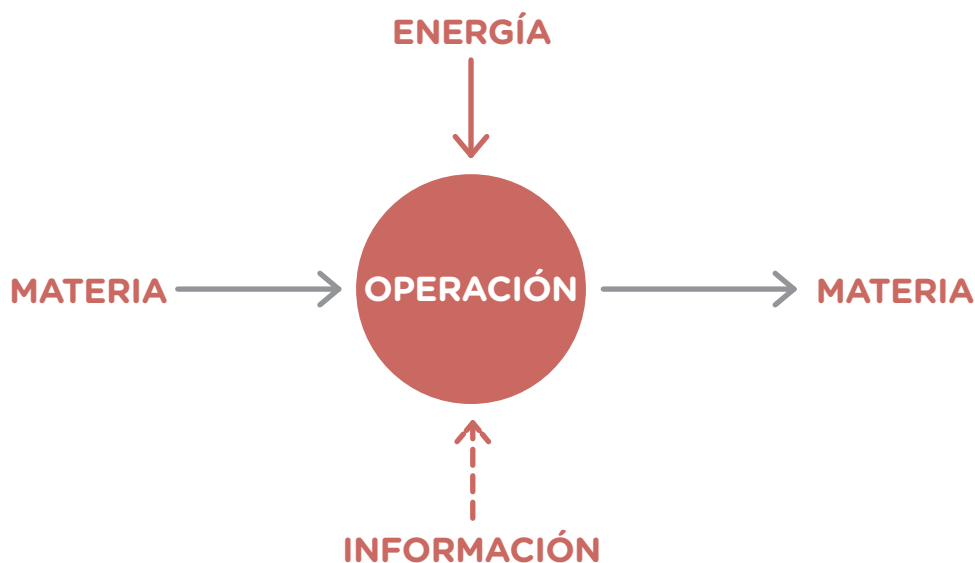 ENERGÍA
MATERIA
OPERACIÓN
MATERIA
INFORMACIÓN